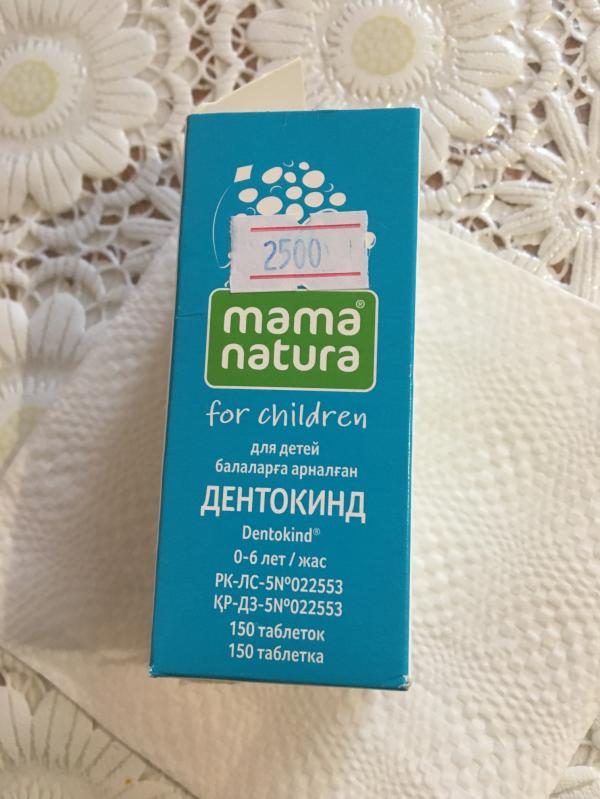 2500
mama®
natura
for children
для детей
балаларға арналған
ДЕНТОКИНД
Dentokind®
0-6 лет / жас
РК-ЛС-5№022553
ҚР-ДЗ-5№022553
150 таблеток
150 таблетка